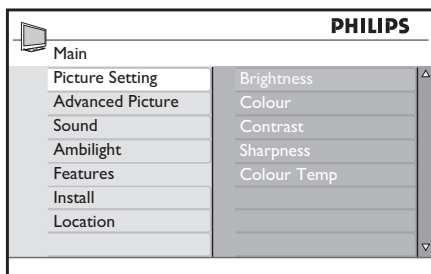 PHILIPS
Main
Picture Setting
Advanced Picture
Sound
Ambilight
Features
Install
Location
Brightness
Colour
Contrast
Sharpness
Colour Temp